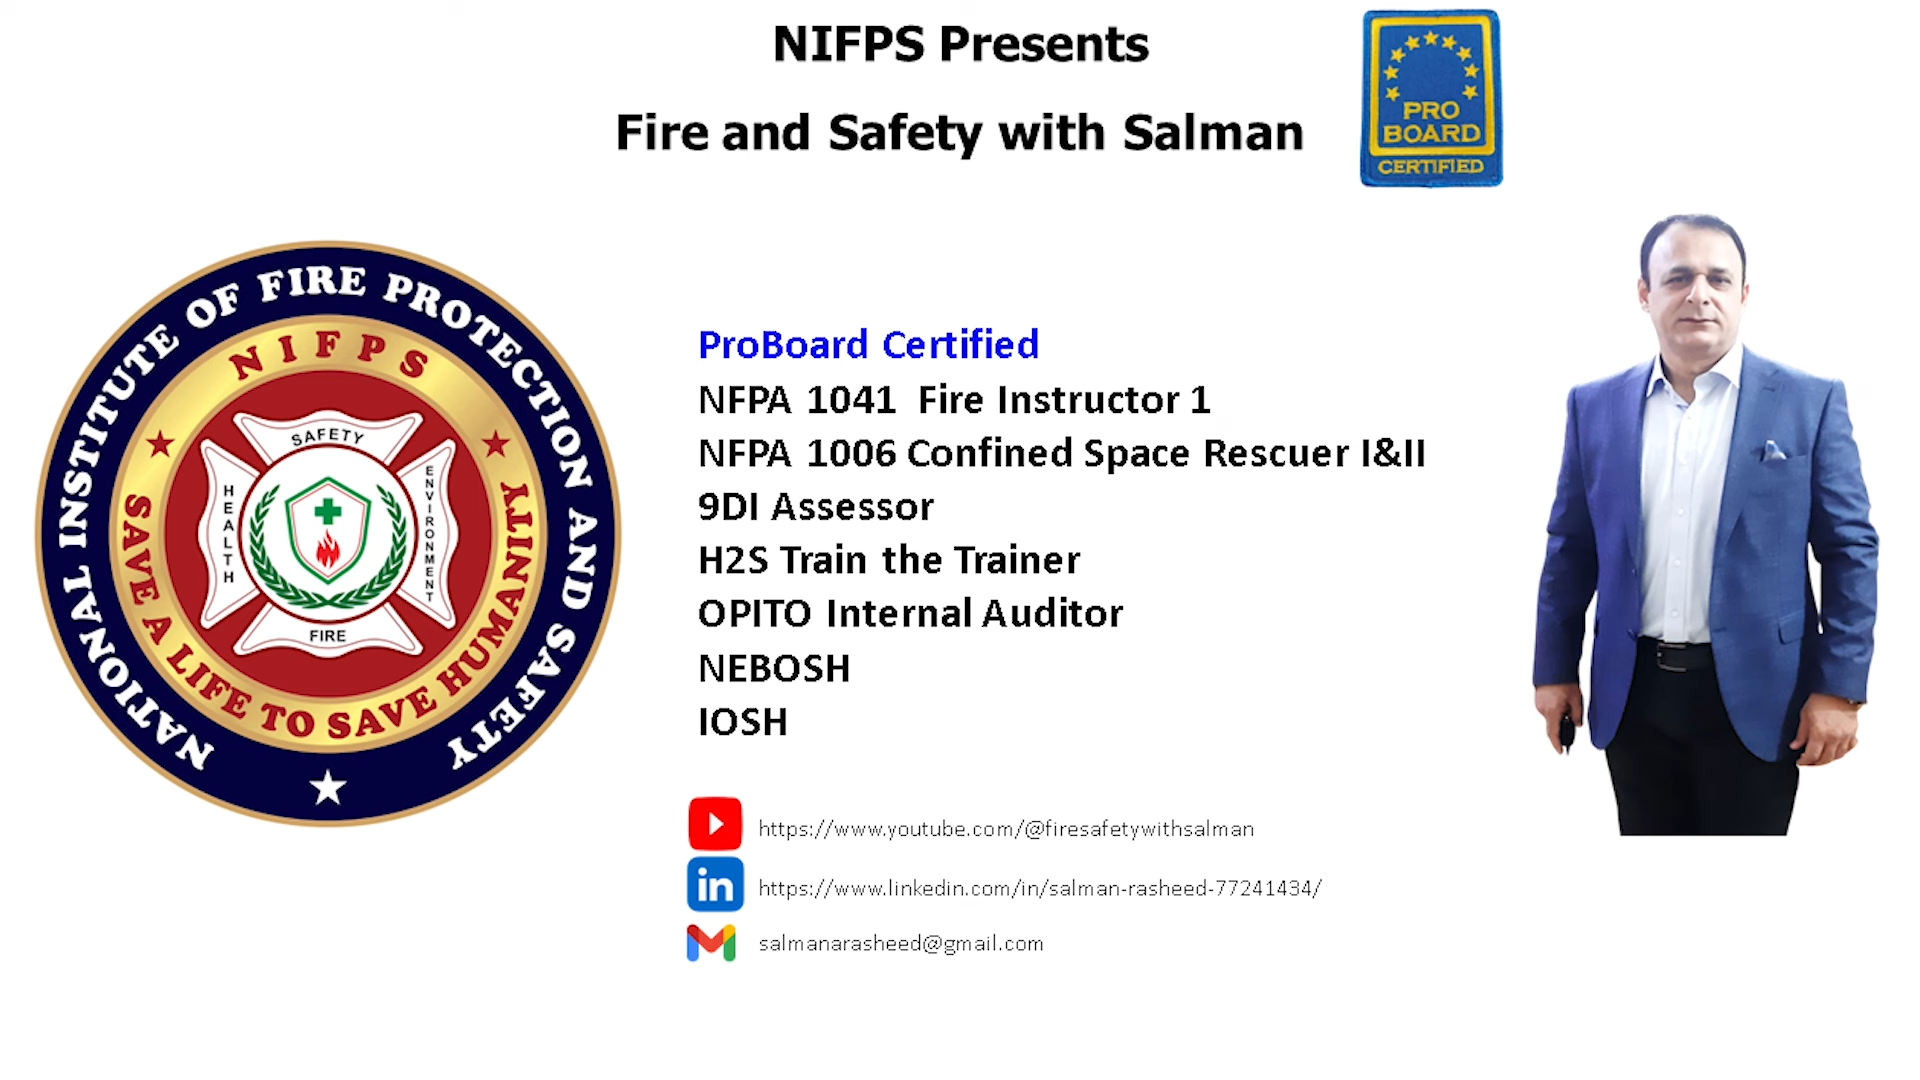 NIFPS Presents
Fire and Safety with Salman
PRO
BOARD
CERTIFIED
NATIONAL INSTITUTE OF FIRE PROTECTION AND SAFETY
NIFPS
SAVE A LIFE TO SAVE HUMANITY
SAFETY
HEALTH
ENVIRONMENT
FIRE
ProBoard Certified
NFPA 1041 Fire Instructor 1
NFPA 1006 Confined Space Rescuer I&II
9DI Assessor
H2S Train the Trainer
OPITO Internal Auditor
NEBOSH
IOSH
https://www.youtube.com/@firesafetywithsalman
in
https://www.linkedin.com/in/salman-rasheed-77241434/
salmanarasheed@gmail.com